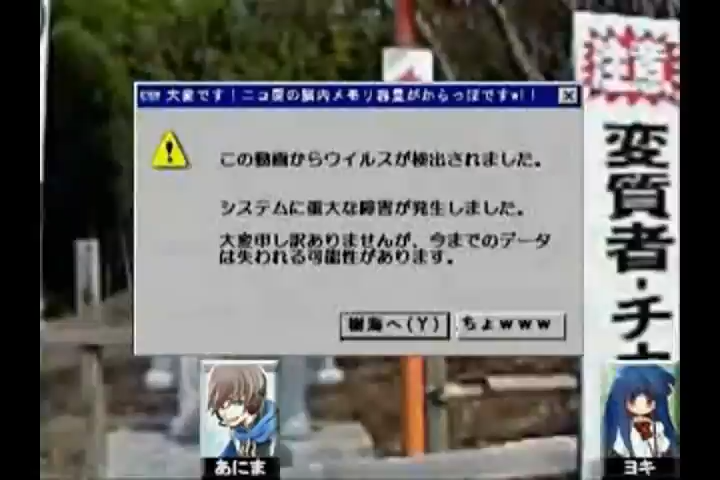 大変です！ニコ厨の脳内メモリ容量がからっぽですw！！
この動画からウイルスが検出されました。
システムに重大な障害が発生しました。
大変申し訳ありませんが、今までのデータ
は失われる可能性があります。
樹海へ(Y)
ちょｗｗｗ
注意
変質者・チカ
あにま
ヨキ